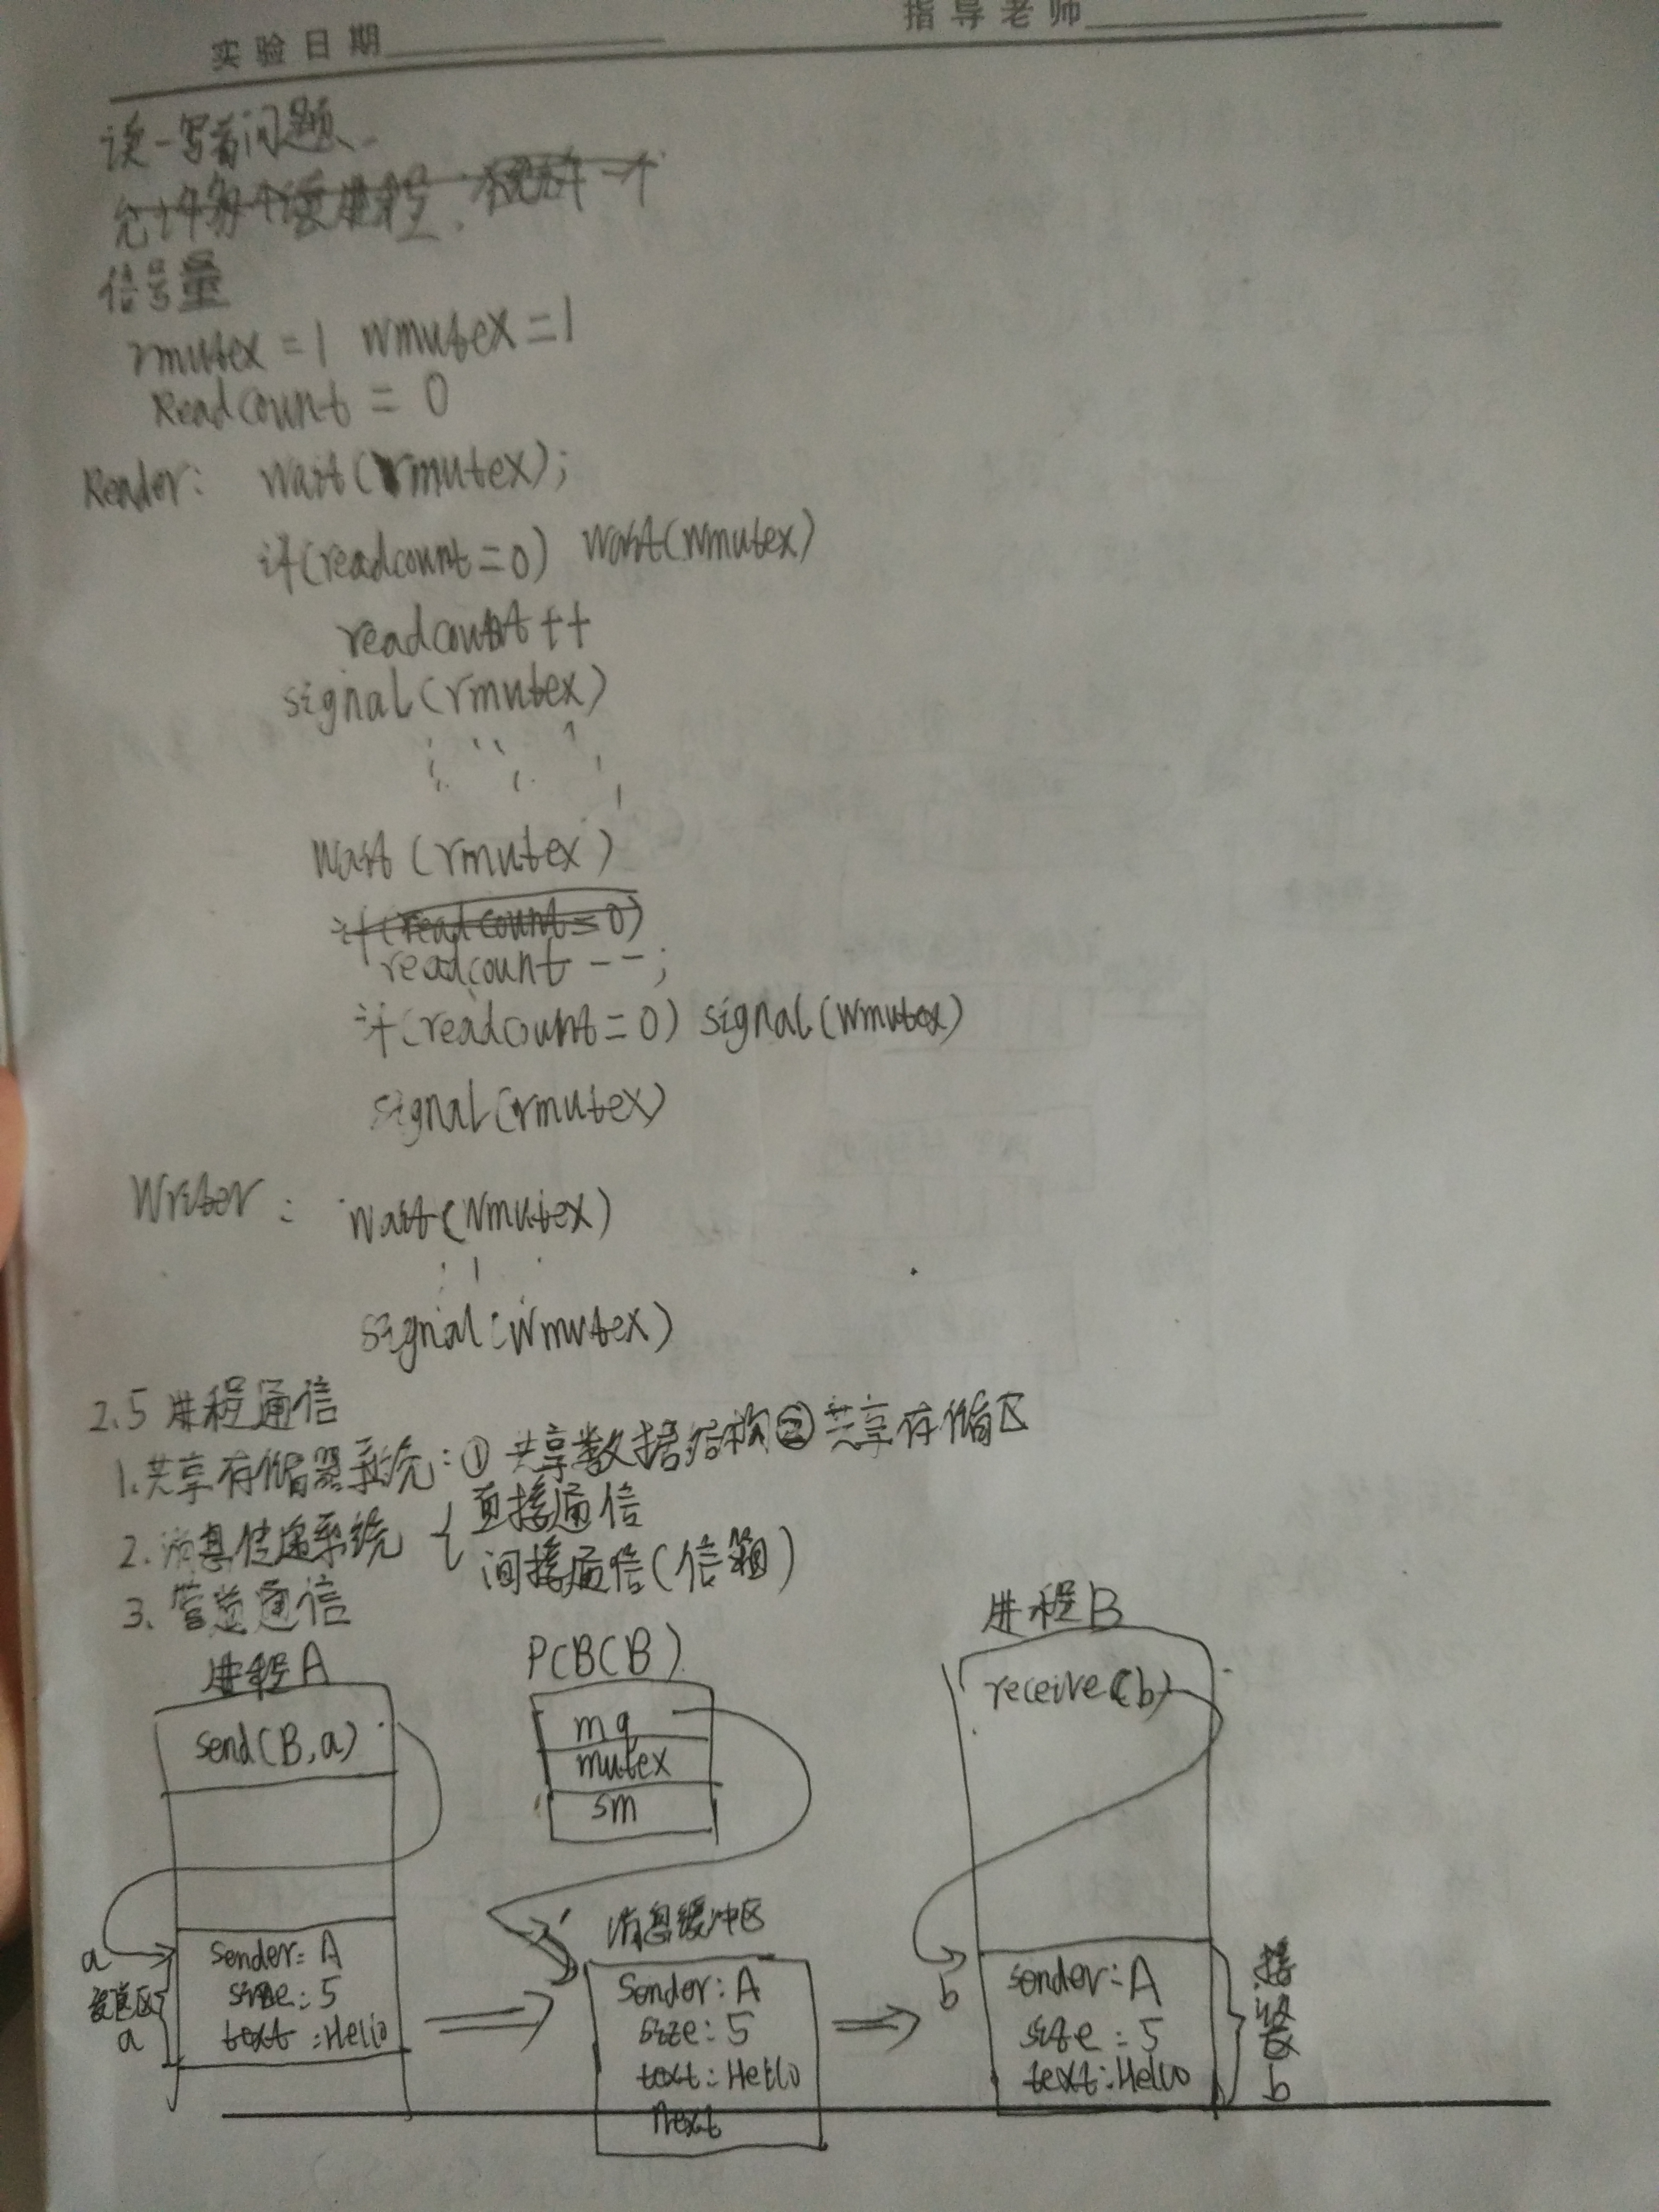 实验日期 指导老师
读-写者问题
信号量
rmutex = 1 wmutex = 1
Readcount = 0
Reader: wait(rmutex);
if(readcount=0) wait(wmutex)
readcount++
signal(rmutex)
wait(rmutex)
if(readcount=0)
readcount--;
if(readcount=0) signal(wmutex)
signal(rmutex)
Writer: wait(wmutex)
signal(wmutex)
2.5 进程通信
1.共享存储器系统:① 共享数据结构②共享存储区
2.消息传递系统 { 直接通信
间接通信(信箱)
3. 管道通信
进程A PCB(B) 进程B
send(B,a) mq receive(b)
mutex
sm
消息缓冲区
a sender: A Sender: A b sender: A 接收区
发送区 size: 5 size: 5 size: 5
a text: Hello text: Hello text: Hello b
next